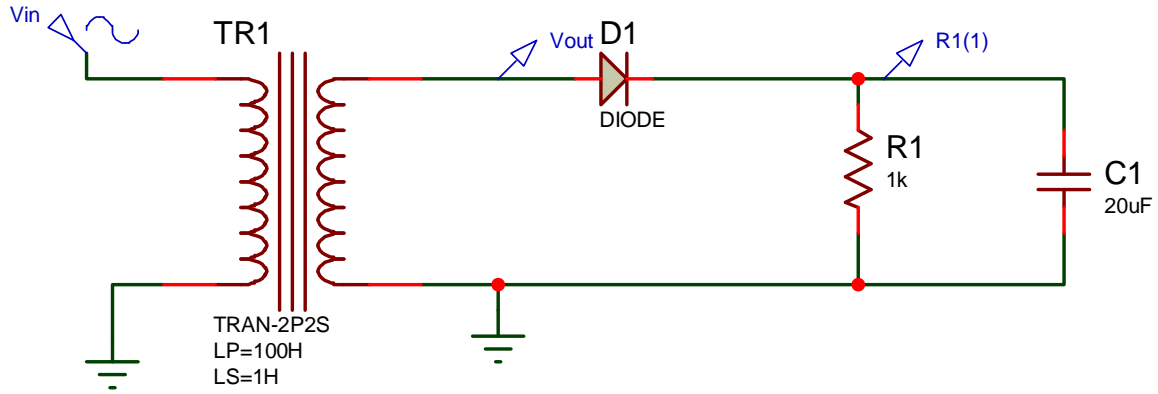 Vin
TR1
Vout
D1
R1(1)
DIODE
R1
1k
C1
20uF
TRAN-2P2S
LP=100H
LS=1H